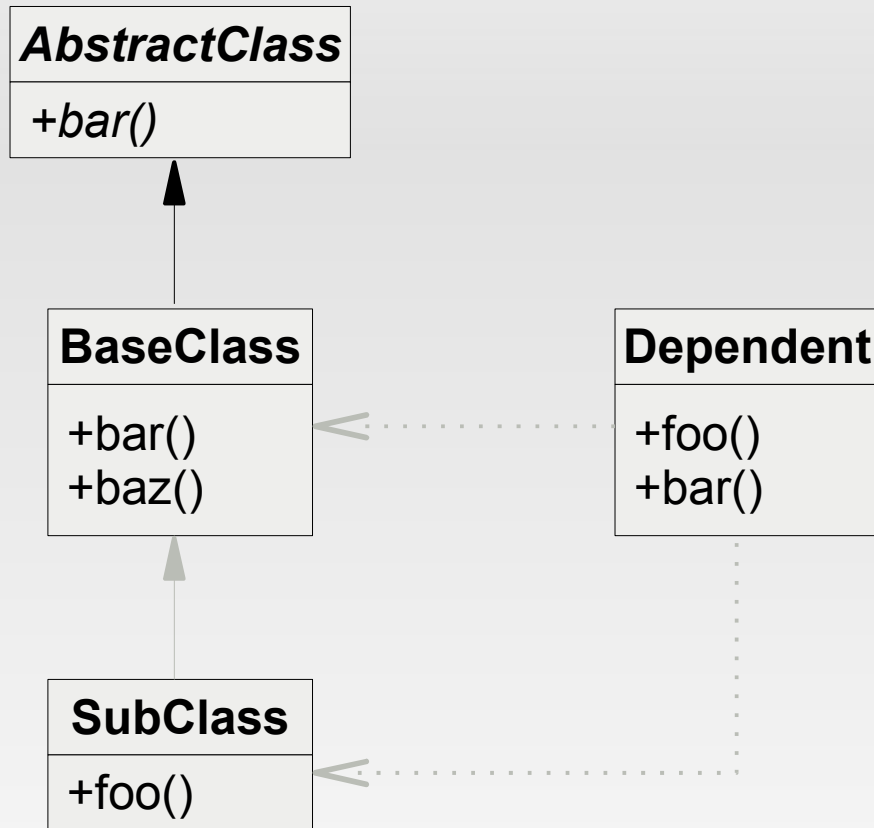 AbstractClass
+bar()
BaseClass
+bar()
+baz()
Dependent
+foo()
+bar()
SubClass
+foo()